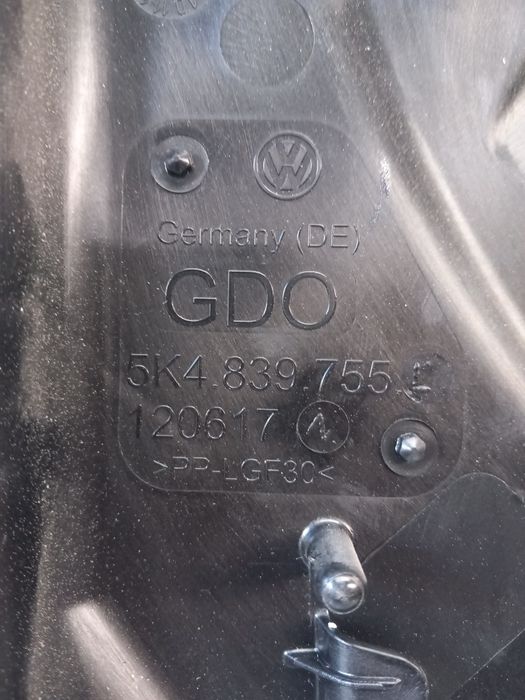 Germany (DE)
GDO
5K4.839.755.
120617
>PP-LGF30<